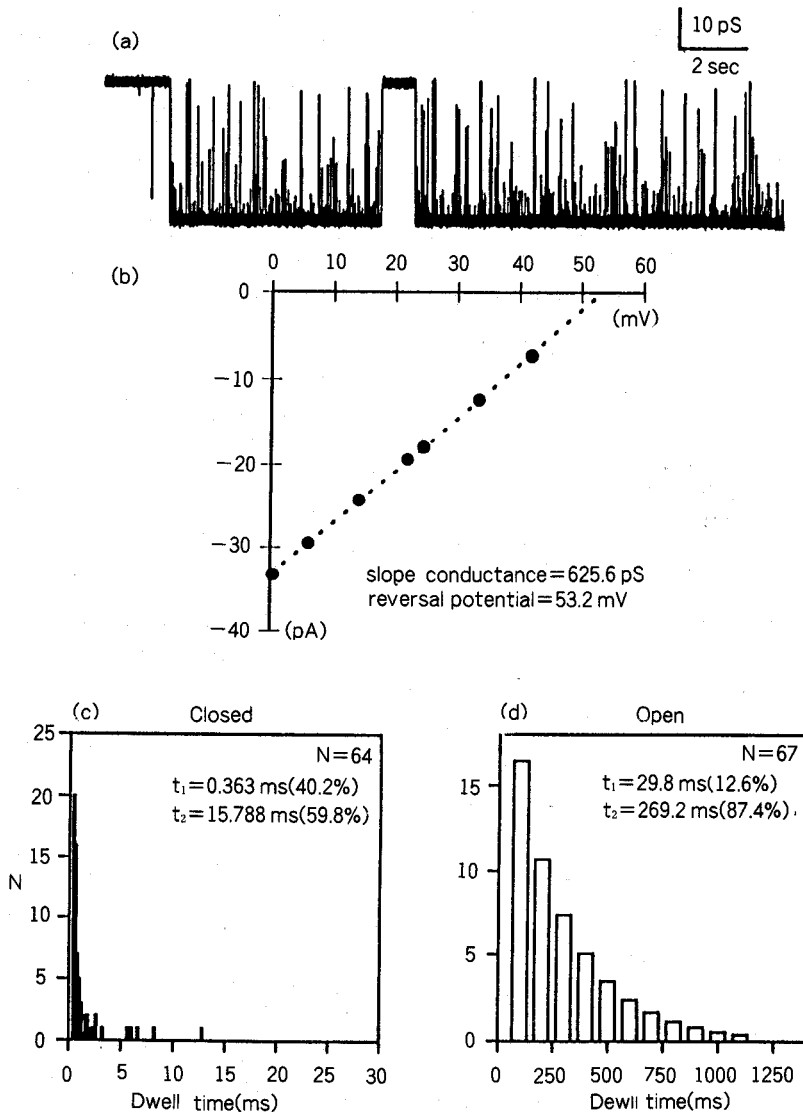 (a)
10 pS
2 sec
(b)
0 10 20 30 40 50 60
(mV)
0
−10
−20
−30
−40
(pA)
slope conductance=625.6 pS
reversal potential=53.2 mV
(c) Closed
N=64
t₁=0.363 ms(40.2%)
t₂=15.788 ms(59.8%)
25
20
15
10
5
0
N
0 5 10 15 20 25 30
Dwell time(ms)
(d) Open
N=67
t₁=29.8 ms(12.6%)
t₂=269.2 ms(87.4%)
15
10
5
0
0 250 500 750 1000 1250
Dewll time(ms)